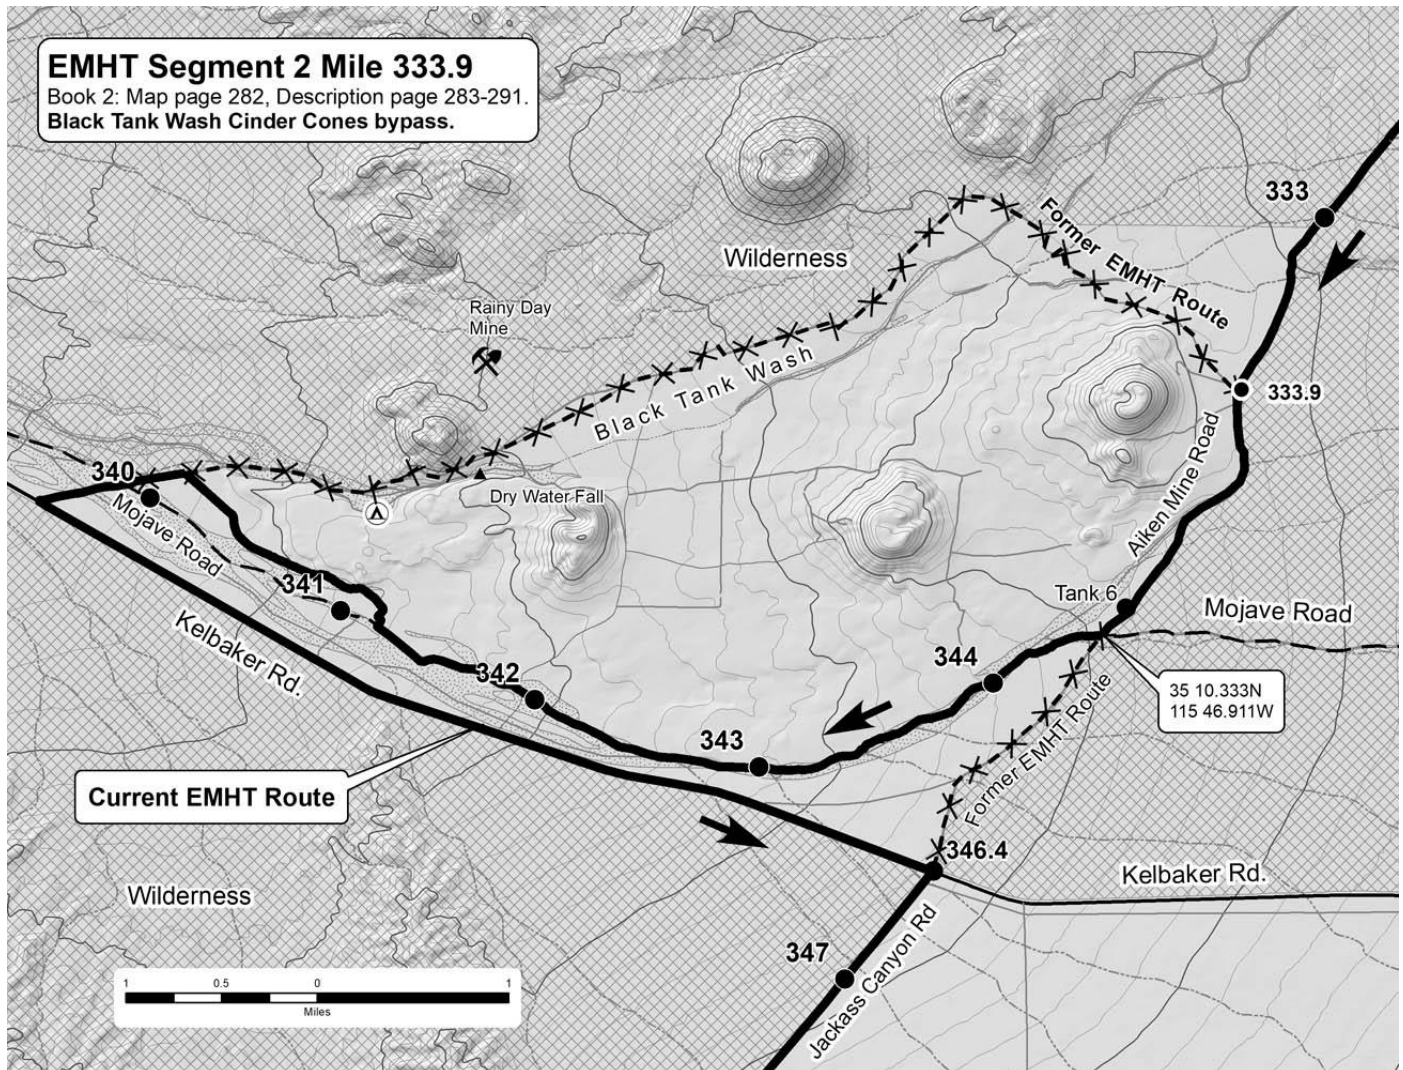 EMHT Segment 2 Mile 333.9
Book 2: Map page 282, Description page 283-291.
Black Tank Wash Cinder Cones bypass.
333
Former EMHT Route
Wilderness
Rainy Day
Mine
Black Tank Wash
333.9
340
Dry Water Fall
Mojave Road
Aiken Mine Road
341
Tank 6
Mojave Road
Kelbaker Rd.
342
344
35 10.333N
115 46.911W
343
Former EMHT Route
Current EMHT Route
346.4
Kelbaker Rd.
Wilderness
347
Jackass Canyon Rd
1 0.5 0 1
Miles